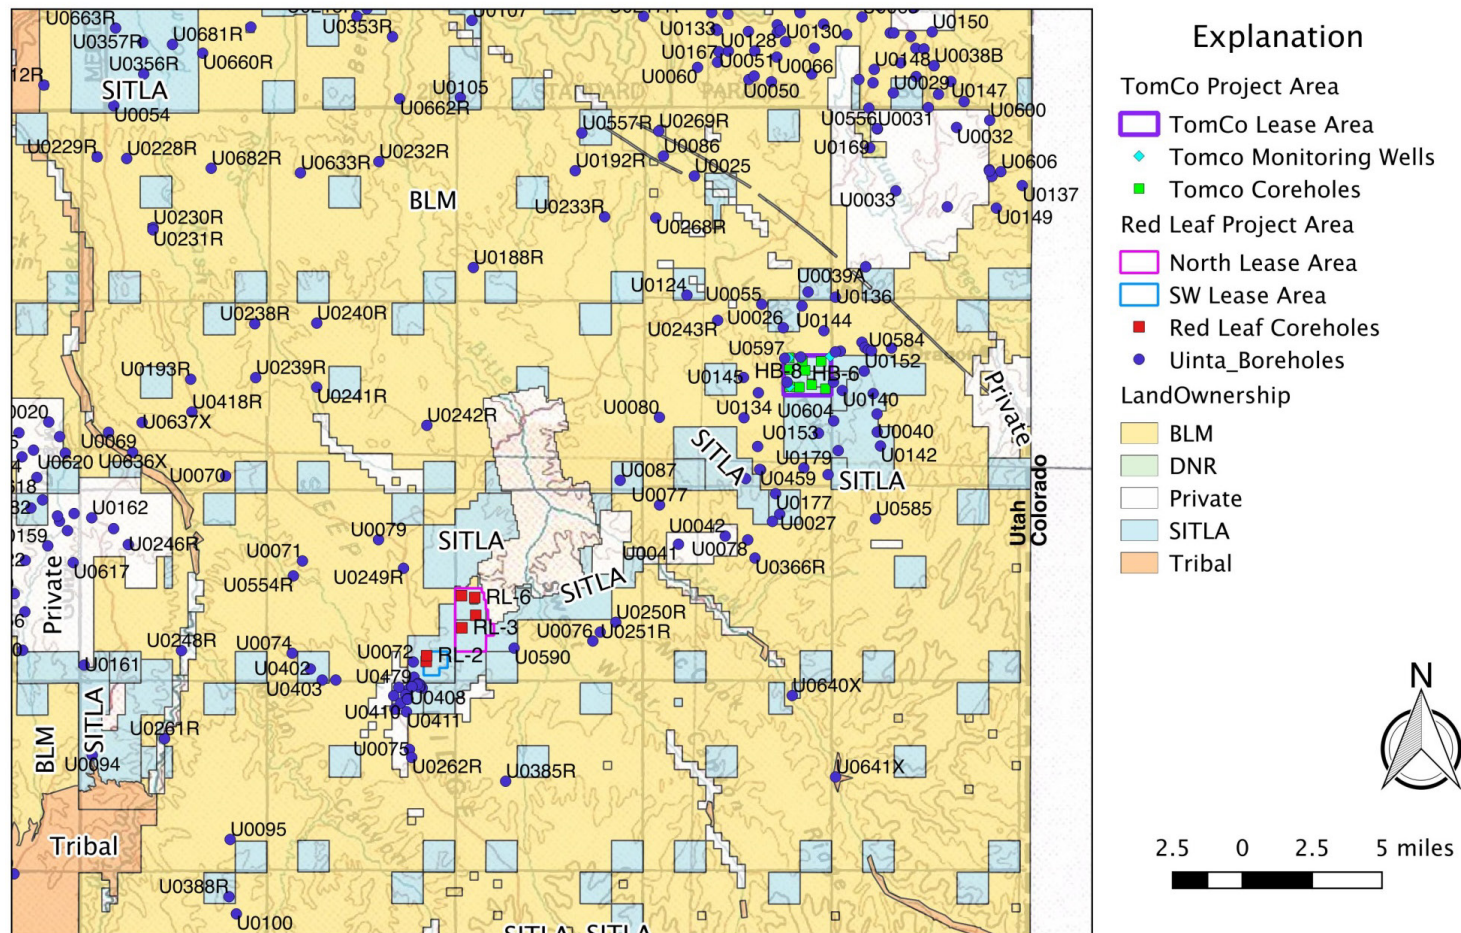 U0663R
U0681R
U0357R
U0356R
U0660R
SITLA
U0054
U0353R
U0107
U0105
U0662R
U0133
U0130
U0128
U0167
U0051
U0066
U0060
U0050
U0150
U0148
U0038B
U0029
U0147
U0600
U0556
U0031
U0032
U0169
U0606
U0137
U0033
U0149
12R
U0229R
U0228R
U0682R
U0633R
U0232R
U0557R
U0269R
U0086
U0192R
U0025
BLM
U0233R
U0268R
U0230R
U0231R
U0188R
U0039A
U0124
U0055
U0136
U0026
U0144
U0238R
U0240R
U0243R
U0584
U0597
U0152
HB-8
HB-6
U0145
U0193R
U0239R
U0241R
U0140
U0418R
U0134
U0604
U0637X
U0242R
U0080
U0153
U0040
Private
0020
U0069
U0620
U0636X
U0070
SITLA
U0179
U0142
U0087
U0459
SITLA
618
U0077
U0177
U0585
U0162
U0027
Utah
Colorado
0159
U0246R
U0079
SITLA
U0042
U0041
U0078
U0071
U0617
U0554R
U0249R
SITLA
U0366R
Private
RL-6
RL-3
U0250R
U0076
U0251R
U0248R
U0074
U0072
RL-2
U0590
U0161
U0402
U0479
U0403
U0408
U0410
U0411
U0640X
SITLA
BLM
U0261R
U0094
U0075
U0262R
U0385R
U0641X
Tribal
U0095
U0388R
U0100
SITLA SITLA
Explanation
TomCo Project Area
TomCo Lease Area
Tomco Monitoring Wells
Tomco Coreholes
Red Leaf Project Area
North Lease Area
SW Lease Area
Red Leaf Coreholes
Uinta_Boreholes
LandOwnership
BLM
DNR
Private
SITLA
Tribal
N
2.5 0 2.5 5 miles